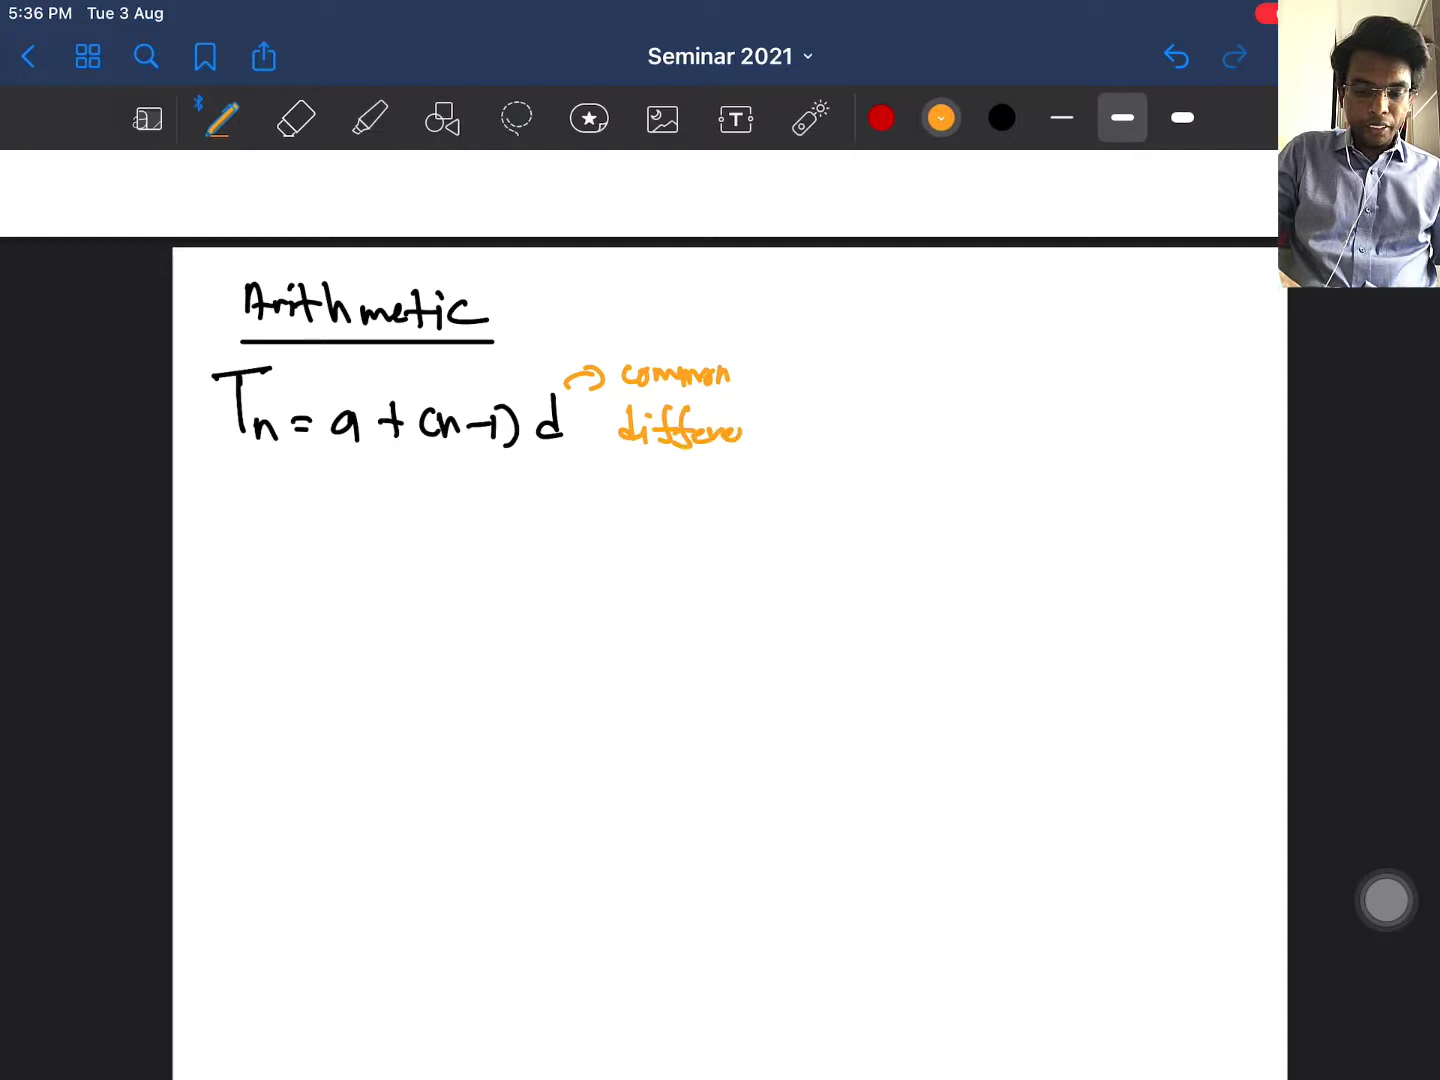 5:36 PM Tue 3 Aug
Seminar 2021
T
Arithmetic
Tn = a + (n-1) d
common
differe